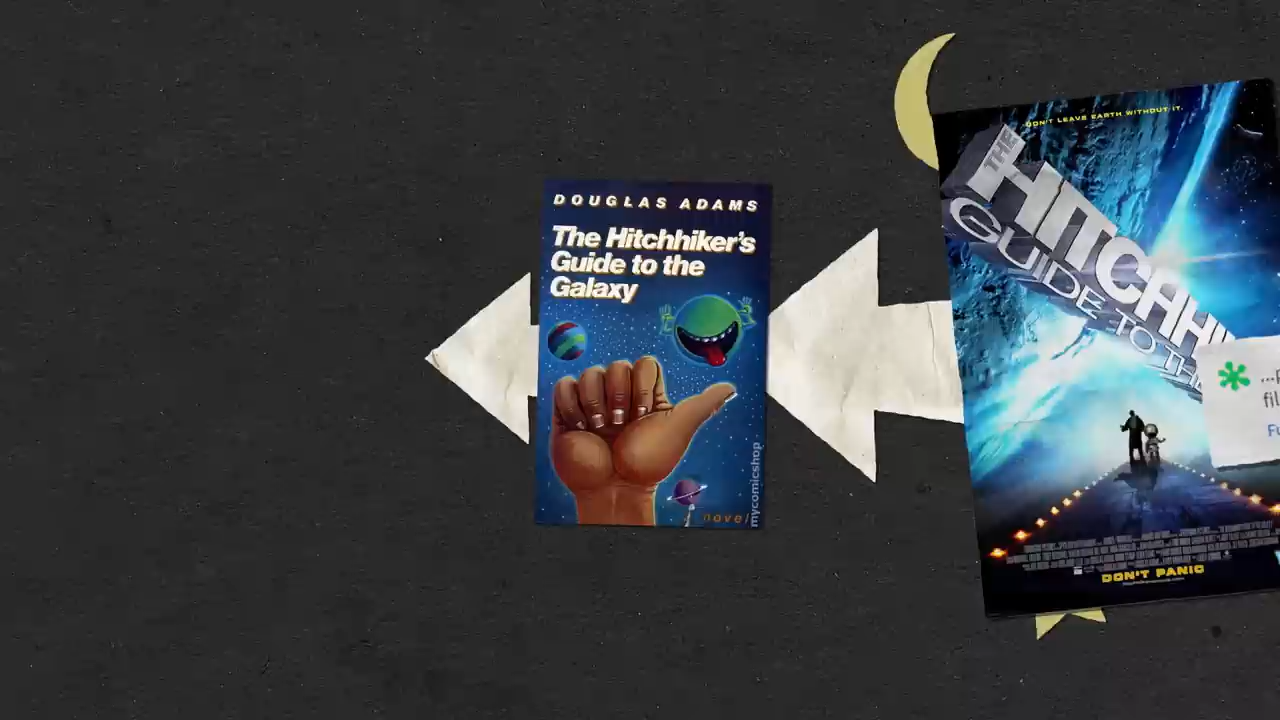 DOUGLAS ADAMS
The Hitchhiker's
Guide to the
Galaxy
novel
mycomicshop
DON'T LEAVE EARTH WITHOUT IT.
THE
HITCHHI
GUIDE TO THE
DON'T PANIC